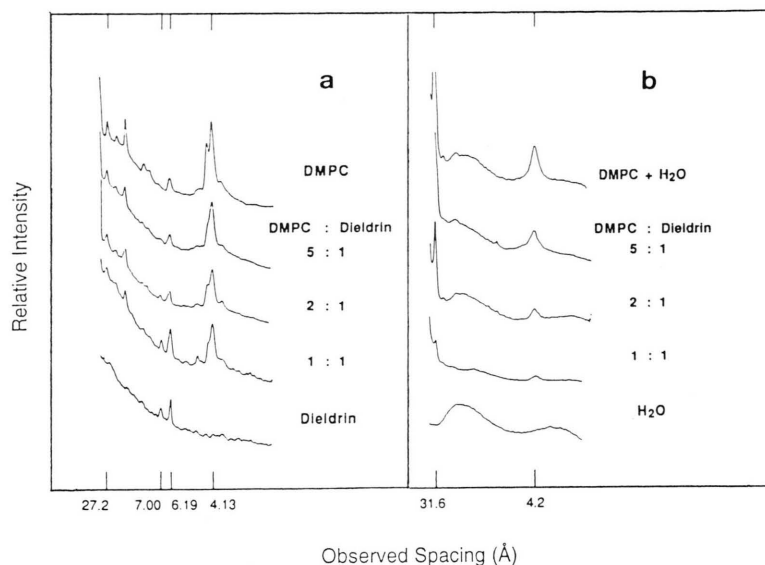 a
DMPC
DMPC : Dieldrin
5 : 1
2 : 1
1 : 1
Dieldrin
27.2 7.00 6.19 4.13
b
DMPC + H₂O
DMPC : Dieldrin
5 : 1
2 : 1
1 : 1
H₂O
31.6 4.2
Relative Intensity
Observed Spacing (Å)